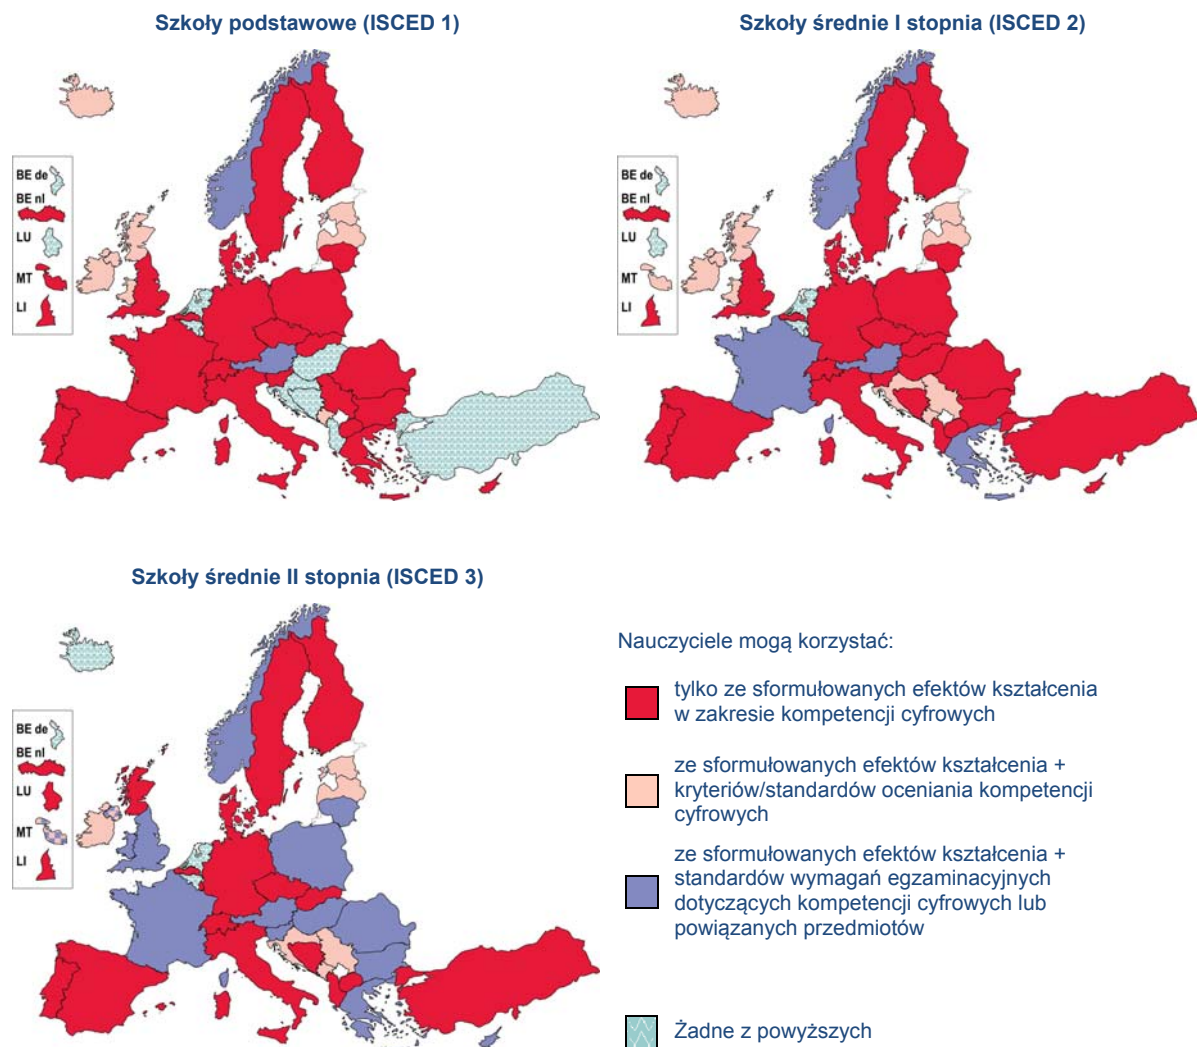 Szkoły podstawowe (ISCED 1)
Szkoły średnie I stopnia (ISCED 2)
BE de
BE nl
LU
MT
LI
BE de
BE nl
LU
MT
LI
Szkoły średnie II stopnia (ISCED 3)
BE de
BE nl
LU
MT
LI
Nauczyciele mogą korzystać:
tylko ze sformułowanych efektów kształcenia
w zakresie kompetencji cyfrowych
ze sformułowanych efektów kształcenia +
kryteriów/standardów oceniania kompetencji
cyfrowych
ze sformułowanych efektów kształcenia +
standardów wymagań egzaminacyjnych
dotyczących kompetencji cyfrowych lub
powiązanych przedmiotów
Żadne z powyższych